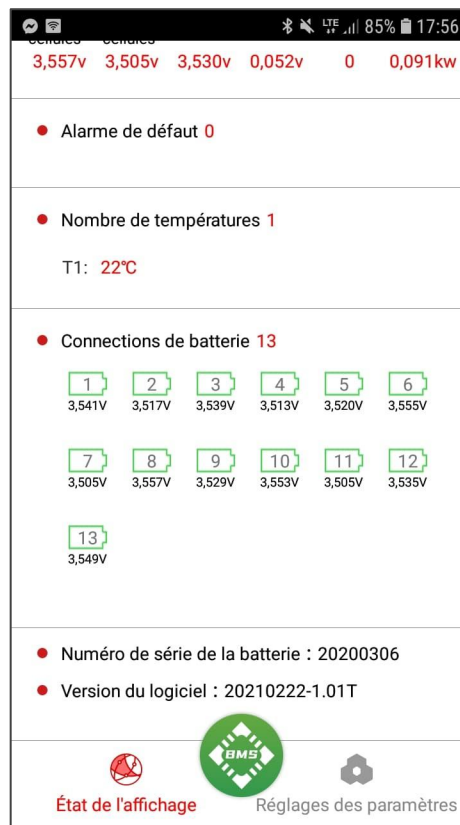 LTE 85% 17:56
cellules cellules
3,557v 3,505v 3,530v 0,052v 0 0,091kw
Alarme de défaut 0
Nombre de températures 1
T1: 22℃
Connections de batterie 13
1 2 3 4 5 6
3,541V 3,517V 3,539V 3,513V 3,520V 3,555V
7 8 9 10 11 12
3,505V 3,557V 3,529V 3,553V 3,505V 3,535V
13
3,549V
Numéro de série de la batterie : 20200306
Version du logiciel : 20210222-1.01T
BMS
État de l'affichage Réglages des paramètres